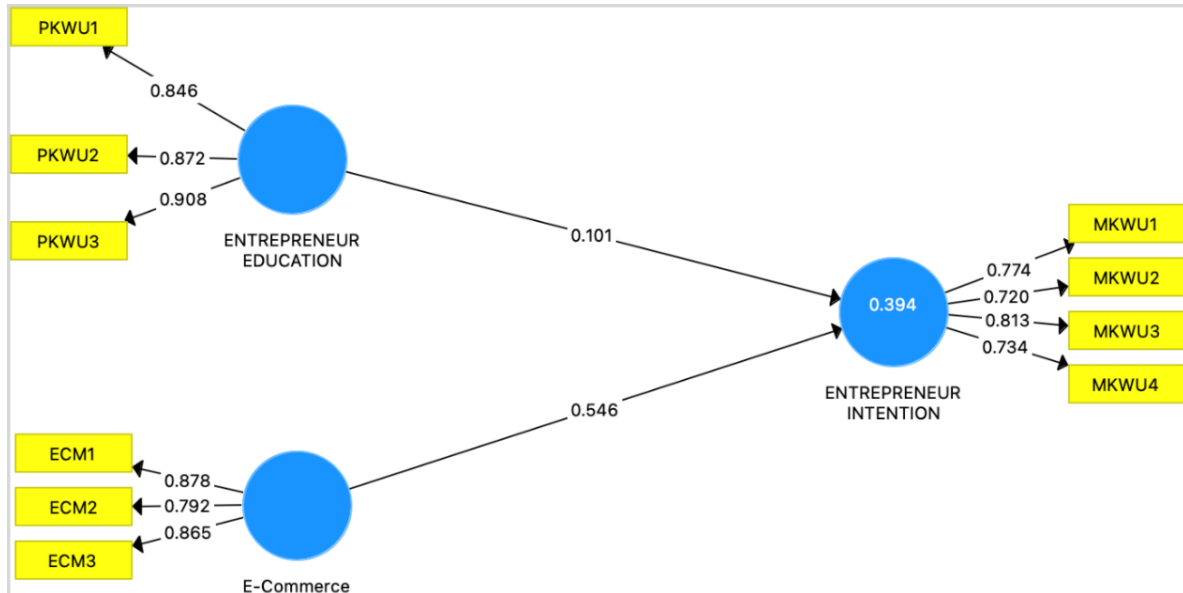 PKWU1
0.846
PKWU2
0.872
0.908
PKWU3
ENTREPRENEUR
EDUCATION
0.101
MKWU1
0.774
MKWU2
0.720
0.394
0.813
MKWU3
0.734
MKWU4
ENTREPRENEUR
INTENTION
0.546
ECM1
0.878
ECM2
0.792
0.865
ECM3
E-Commerce